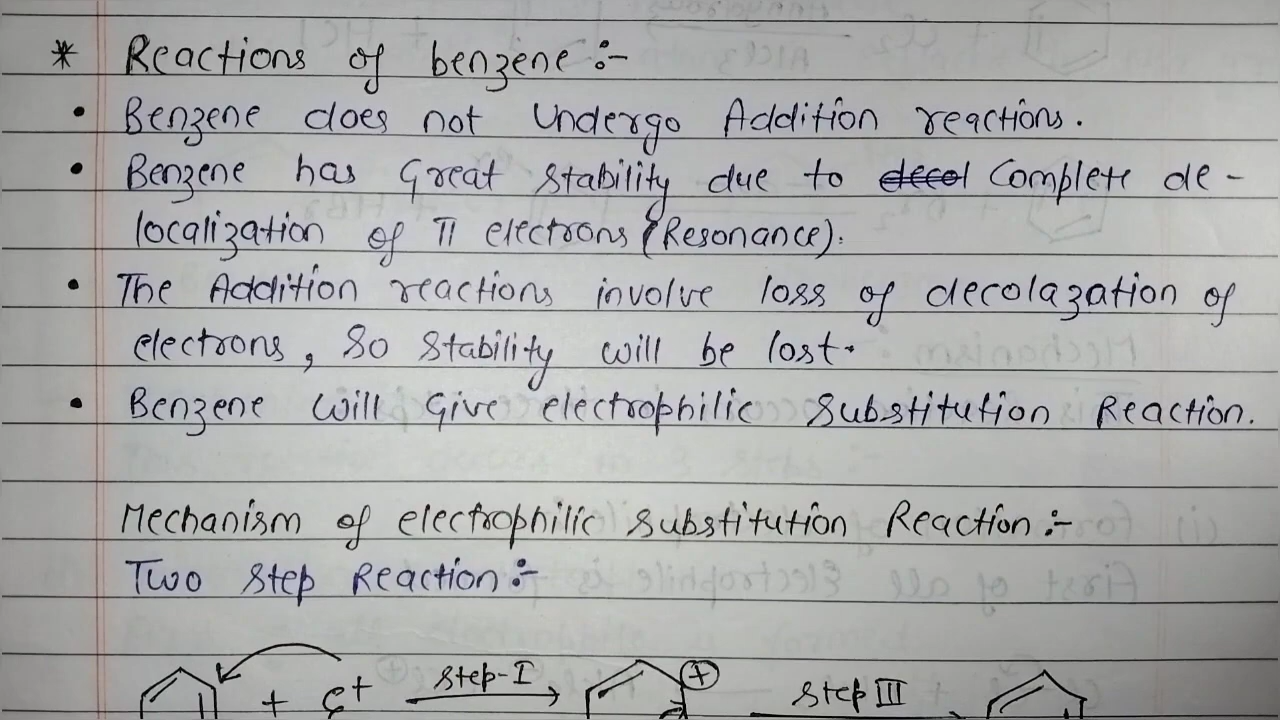 * Reactions of benzene :-
• Benzene does not Undergo Addition reactions.
• Benzene has Great Stability due to decol Complete de-
localization of π electrons (Resonance).
• The Addition reactions involve loss of decolazation of
electrons, So Stability will be lost.
• Benzene will Give electrophilic Substitution Reaction.
Mechanism of electrophilic Substitution Reaction :-
Two Step Reaction :-
+ E+ Step-I + Step III